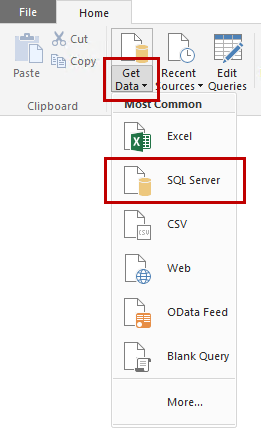 File
Home
Paste
Cut
Copy
Get
Data
Recent
Sources
Edit
Queries
Clipboard
Most Common
Excel
SQL Server
CSV
CSV
Web
OData Feed
Blank Query
More...